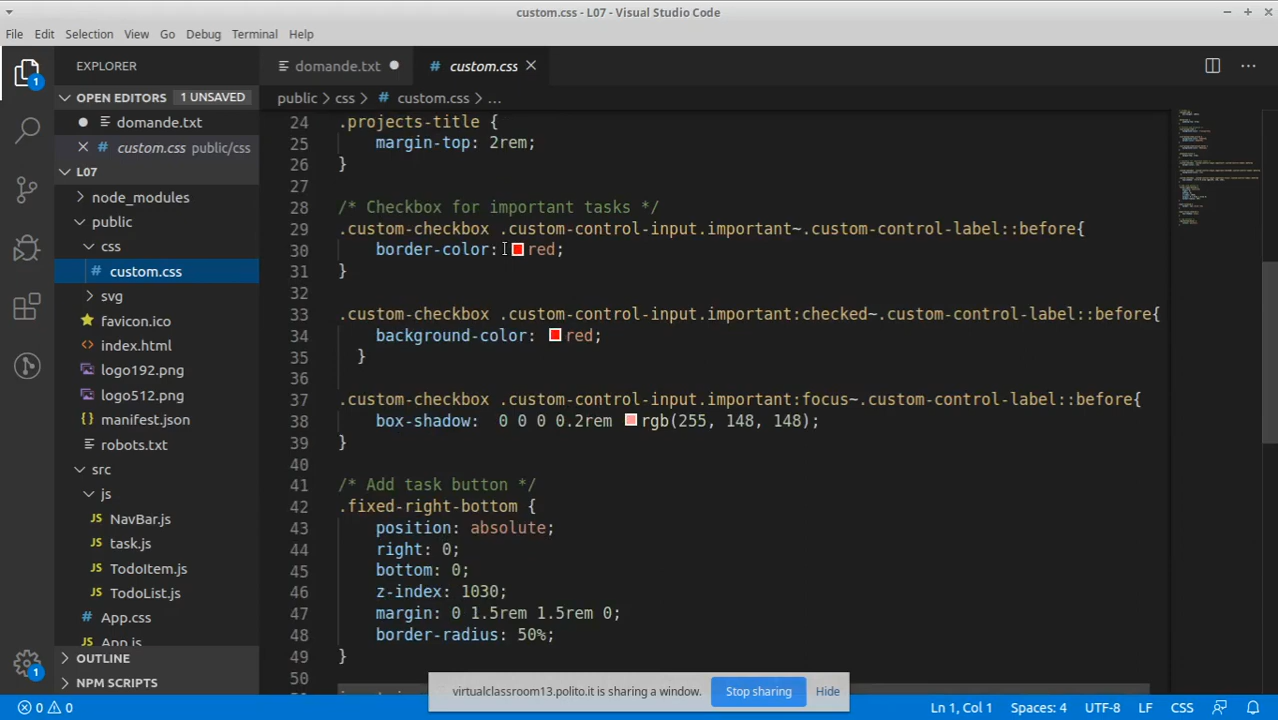 custom.css - L07 - Visual Studio Code
File Edit Selection View Go Debug Terminal Help
EXPLORER
OPEN EDITORS 1 UNSAVED
domande.txt
custom.css public/css
L07
node_modules
public
css
custom.css
svg
favicon.ico
index.html
logo192.png
logo512.png
manifest.json
robots.txt
src
js
NavBar.js
task.js
TodoItem.js
TodoList.js
App.css
App.js
OUTLINE
NPM SCRIPTS
domande.txt custom.css
public css # custom.css ...
24 .projects-title {
25 margin-top: 2rem;
26 }
27
28 /* Checkbox for important tasks */
29 .custom-checkbox .custom-control-input.important~.custom-control-label::before{
30 border-color: red;
31 }
32
33 .custom-checkbox .custom-control-input.important:checked~.custom-control-label::before{
34 background-color: red;
35 }
36
37 .custom-checkbox .custom-control-input.important:focus~.custom-control-label::before{
38 box-shadow: 0 0 0 0.2rem rgb(255, 148, 148);
39 }
40
41 /* Add task button */
42 .fixed-right-bottom {
43 position: absolute;
44 right: 0;
45 bottom: 0;
46 z-index: 1030;
47 margin: 0 1.5rem 1.5rem 0;
48 border-radius: 50%;
49 }
50
virtualclassroom13.polito.it is sharing a window. Stop sharing Hide
0 0 Ln 1, Col 1 Spaces: 4 UTF-8 LF CSS